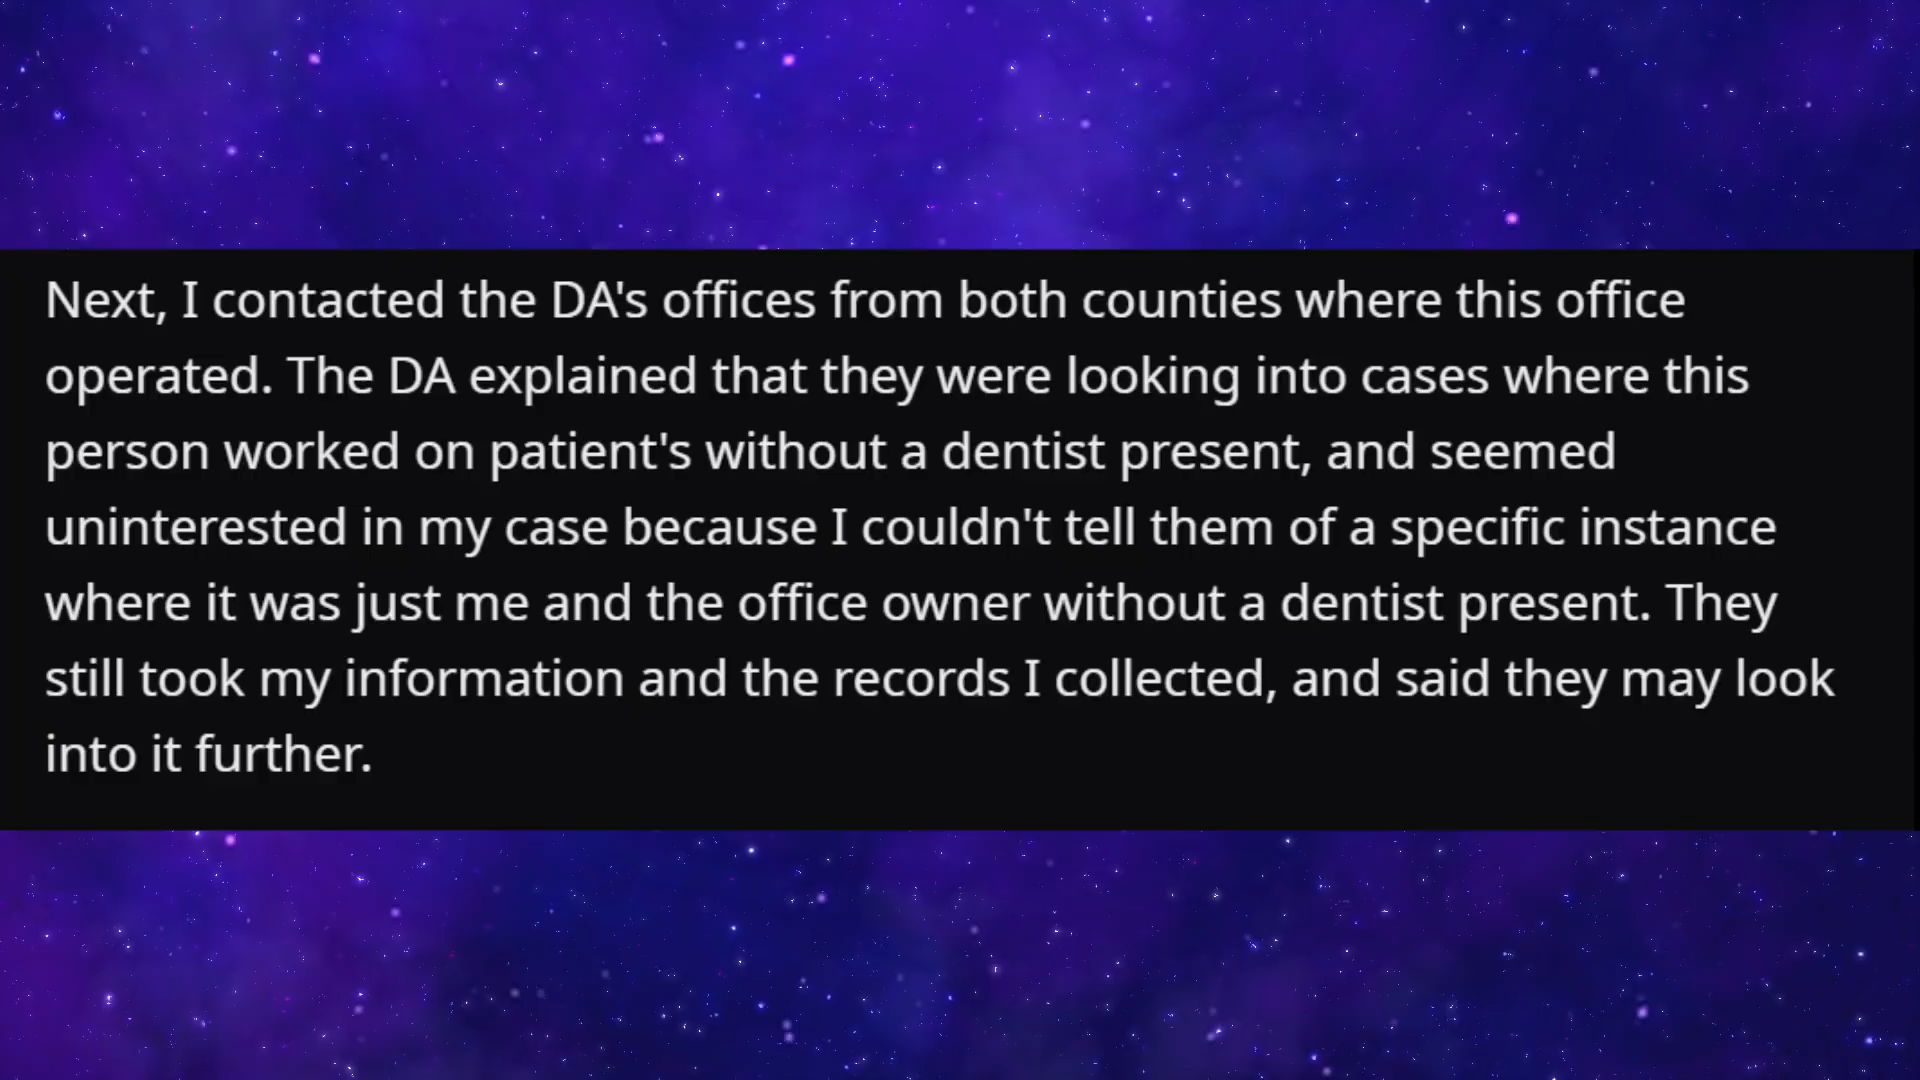 Next, I contacted the DA's offices from both counties where this office
operated. The DA explained that they were looking into cases where this
person worked on patient's without a dentist present, and seemed
uninterested in my case because I couldn't tell them of a specific instance
where it was just me and the office owner without a dentist present. They
still took my information and the records I collected, and said they may look
into it further.